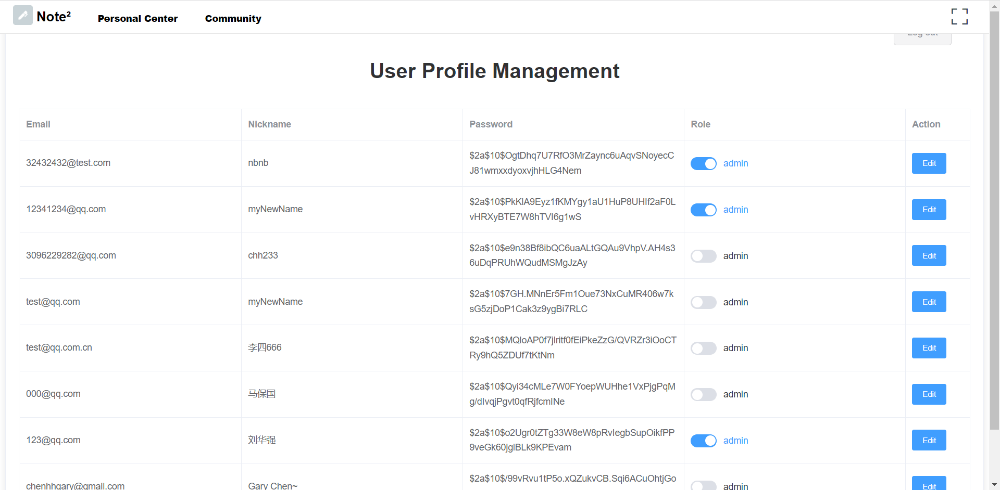 Note²
Personal Center
Community
Log out
User Profile Management
Email
Nickname
Password
Role
Action
32432432@test.com
nbnb
$2a$10$OgtDhq7U7RfO3MrZaync6uAqvSNoyecC
J81wmxxdyoxvjhHLG4Nem
admin
Edit
12341234@qq.com
myNewName
$2a$10$PkKlA9Eyz1fKMYgy1aU1HuP8UHIf2aF0L
vHRXyBTE7W8hTVI6g1wS
admin
Edit
3096229282@qq.com
chh233
$2a$10$e9n38Bf8ibQC6uaALtGQAu9VhpV.AH4s3
6uDqPRUhWQudMSMgJzAy
admin
Edit
test@qq.com
myNewName
$2a$10$7GH.MNnEr5Fm1Oue73NxCuMR406w7k
sG5zjDoP1Cak3z9ygBi7RLC
admin
Edit
test@qq.com.cn
李四666
$2a$10$MQloAP0f7jlritf0fEiPkeZzG/QVRZr3iOoCT
Ry9hQ5ZDUf7tKtNm
admin
Edit
000@qq.com
马保国
$2a$10$Qyi34cMLe7W0FYoepWUHhe1VxPjgPqM
g/dIvqjPgvt0qfRjfcmINe
admin
Edit
123@qq.com
刘华强
$2a$10$o2Ugr0tZTg33W8eW8pRvIegbSupOikfPP
9veGk60jglBLk9KPEvam
admin
Edit
chenhhgary@gmail.com
Gary Chen~
$2a$10$/99vRvu1tP5o.xQZukvCB.Sqi6ACuOhtjGo
admin
Edit